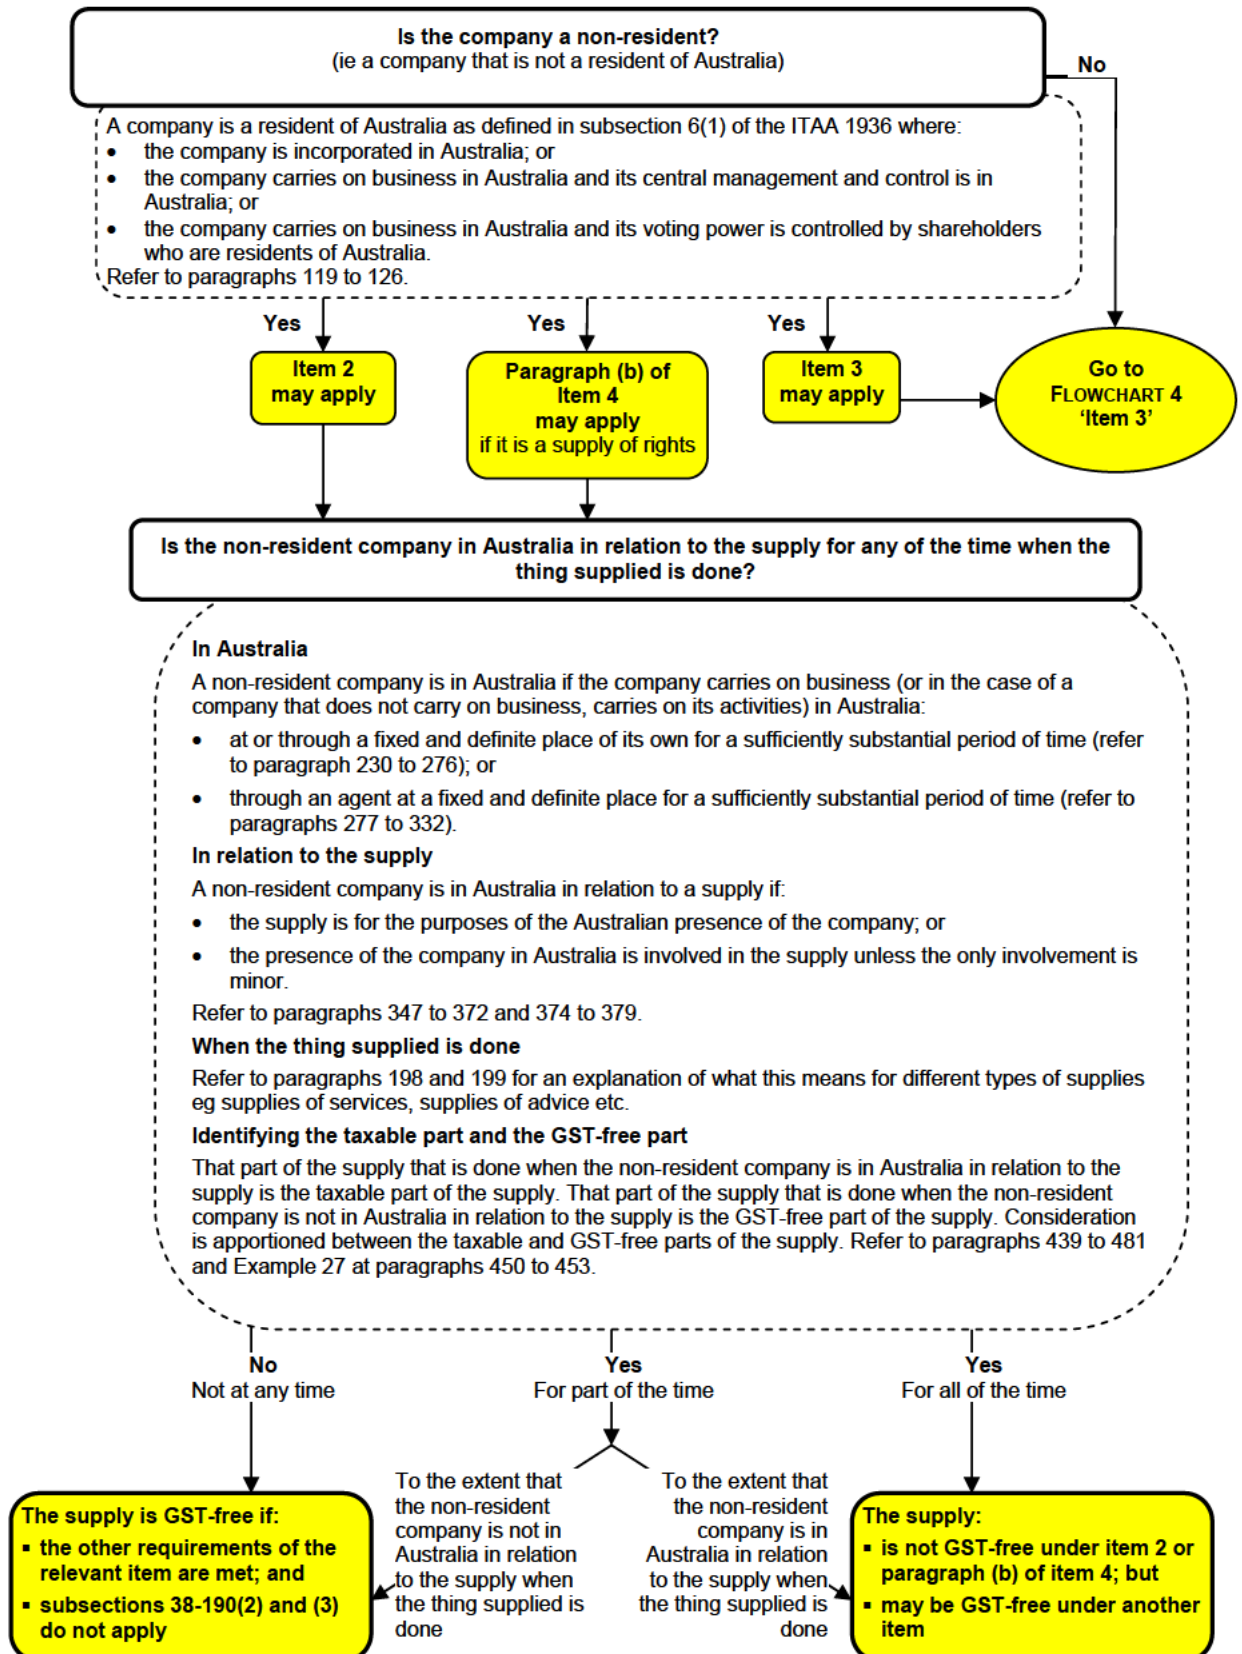 Is the company a non-resident?
(ie a company that is not a resident of Australia)
No
A company is a resident of Australia as defined in subsection 6(1) of the ITAA 1936 where:
• the company is incorporated in Australia; or
• the company carries on business in Australia and its central management and control is in
Australia; or
• the company carries on business in Australia and its voting power is controlled by shareholders
who are residents of Australia.
Refer to paragraphs 119 to 126.
Yes
Yes
Yes
Item 2
may apply
Paragraph (b) of
Item 4
may apply
if it is a supply of rights
Item 3
may apply
Go to
FLOWCHART 4
‘Item 3’
Is the non-resident company in Australia in relation to the supply for any of the time when the
thing supplied is done?
In Australia
A non-resident company is in Australia if the company carries on business (or in the case of a
company that does not carry on business, carries on its activities) in Australia:
• at or through a fixed and definite place of its own for a sufficiently substantial period of time (refer
to paragraph 230 to 276); or
• through an agent at a fixed and definite place for a sufficiently substantial period of time (refer to
paragraphs 277 to 332).
In relation to the supply
A non-resident company is in Australia in relation to a supply if:
• the supply is for the purposes of the Australian presence of the company; or
• the presence of the company in Australia is involved in the supply unless the only involvement is
minor.
Refer to paragraphs 347 to 372 and 374 to 379.
When the thing supplied is done
Refer to paragraphs 198 and 199 for an explanation of what this means for different types of supplies
eg supplies of services, supplies of advice etc.
Identifying the taxable part and the GST-free part
That part of the supply that is done when the non-resident company is in Australia in relation to the
supply is the taxable part of the supply. That part of the supply that is done when the non-resident
company is not in Australia in relation to the supply is the GST-free part of the supply. Consideration
is apportioned between the taxable and GST-free parts of the supply. Refer to paragraphs 439 to 481
and Example 27 at paragraphs 450 to 453.
No
Not at any time
Yes
For part of the time
Yes
For all of the time
The supply is GST-free if:
▪ the other requirements of the
relevant item are met; and
▪ subsections 38-190(2) and (3)
do not apply
To the extent that
the non-resident
company is not in
Australia in relation
to the supply when
the thing supplied is
done
To the extent that
the non-resident
company is in
Australia in relation
to the supply when
the thing supplied is
done
The supply:
▪ is not GST-free under item 2 or
paragraph (b) of item 4; but
▪ may be GST-free under another
item